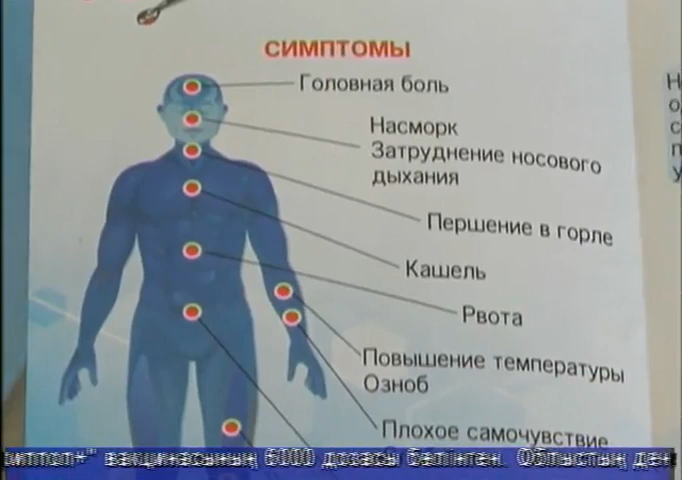 СИМПТОМЫ
Головная боль
Насморк
Затруднение носового
дыхания
Першение в горле
Кашель
Рвота
Повышение температуры
Озноб
Плохое самочувствие
вакцинасының 6000 дозасы бөлінген. Облыстың